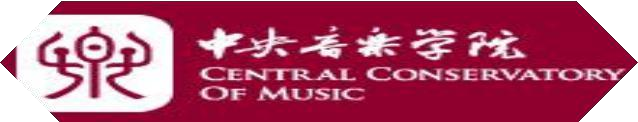 中央音乐学院
CENTRAL CONSERVATORY
OF MUSIC